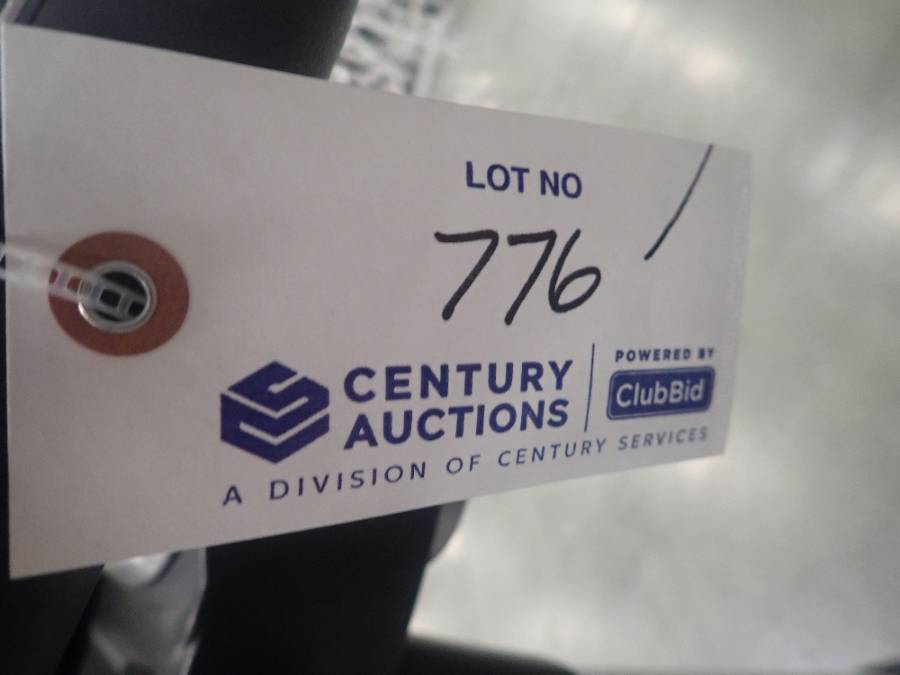 LOT NO
776
CENTURY
AUCTIONS
POWERED BY
ClubBid
A DIVISION OF CENTURY SERVICES